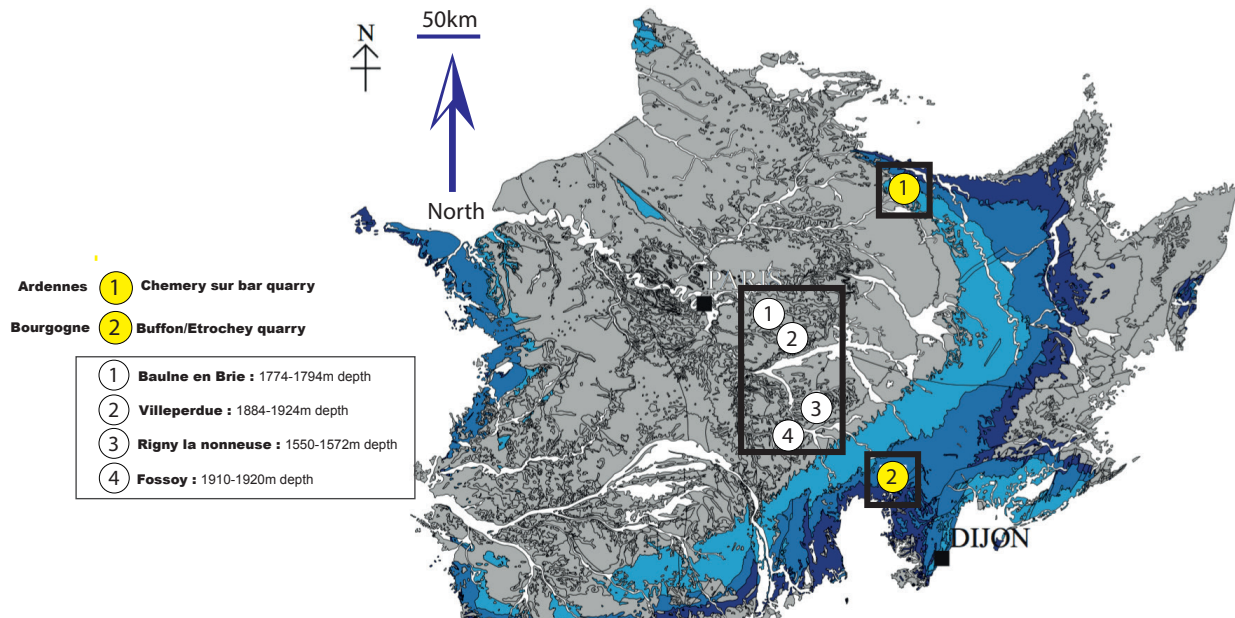 50km
N
North
PARIS
DIJON
Ardennes 1 Chemery sur bar quarry
Bourgogne 2 Buffon/Etrochey quarry
1 Baulne en Brie : 1774-1794m depth
2 Villeperdue : 1884-1924m depth
3 Rigny la nonneuse : 1550-1572m depth
4 Fossoy : 1910-1920m depth
1
1
2
3
4
2